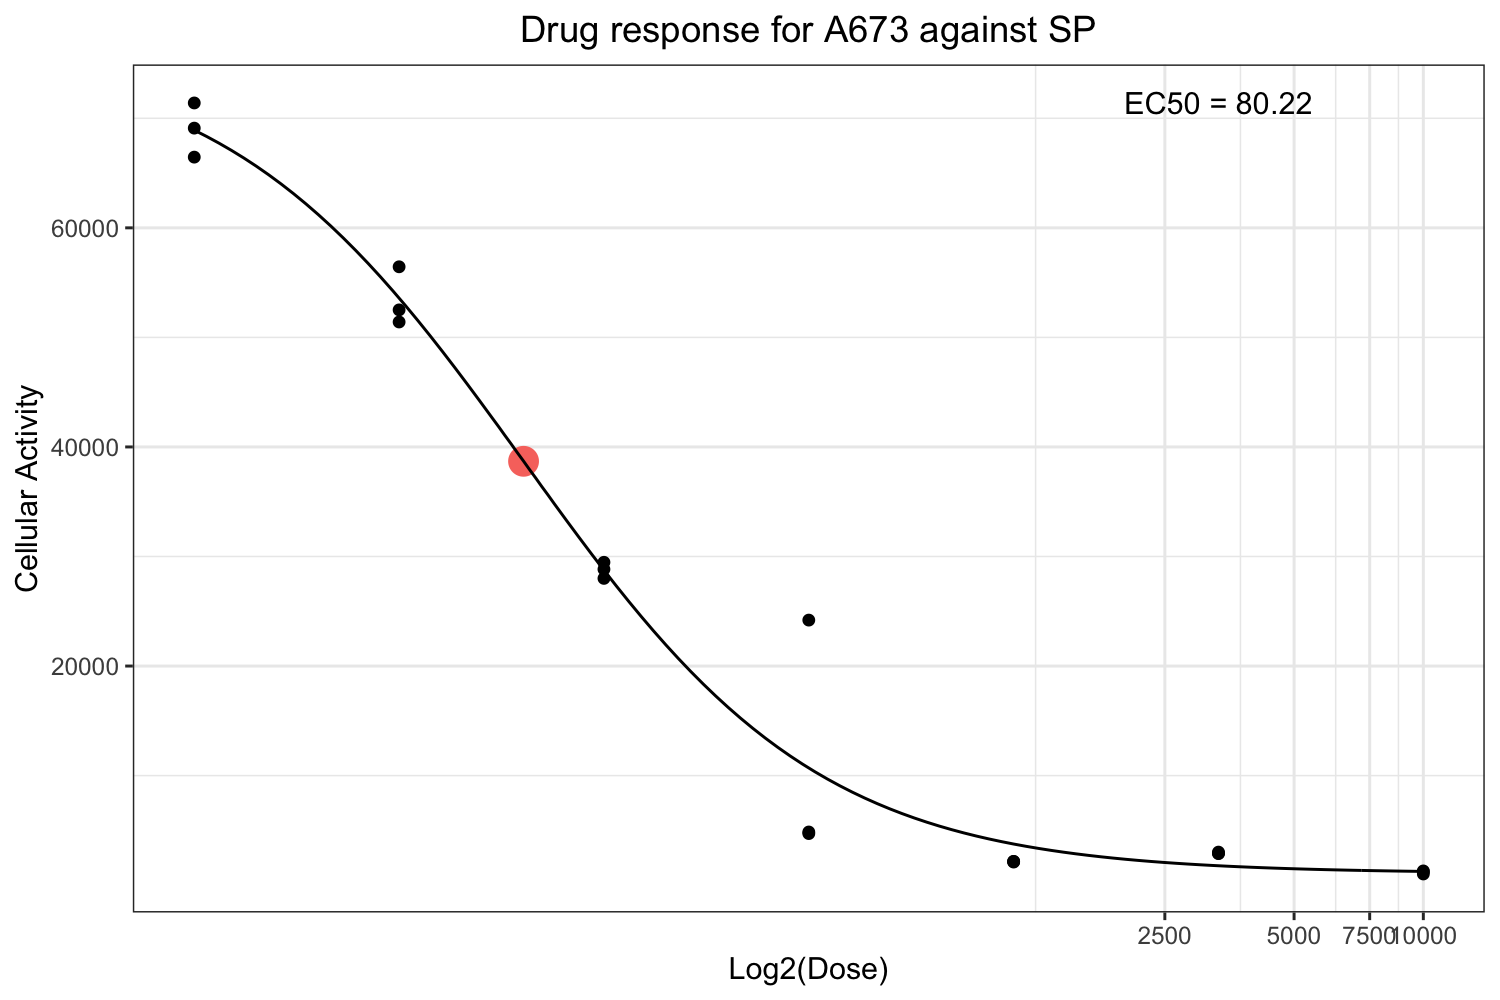 Drug response for A673 against SP
EC50 = 80.22
60000
40000
20000
Cellular Activity
2500 5000 7500 10000
Log2(Dose)